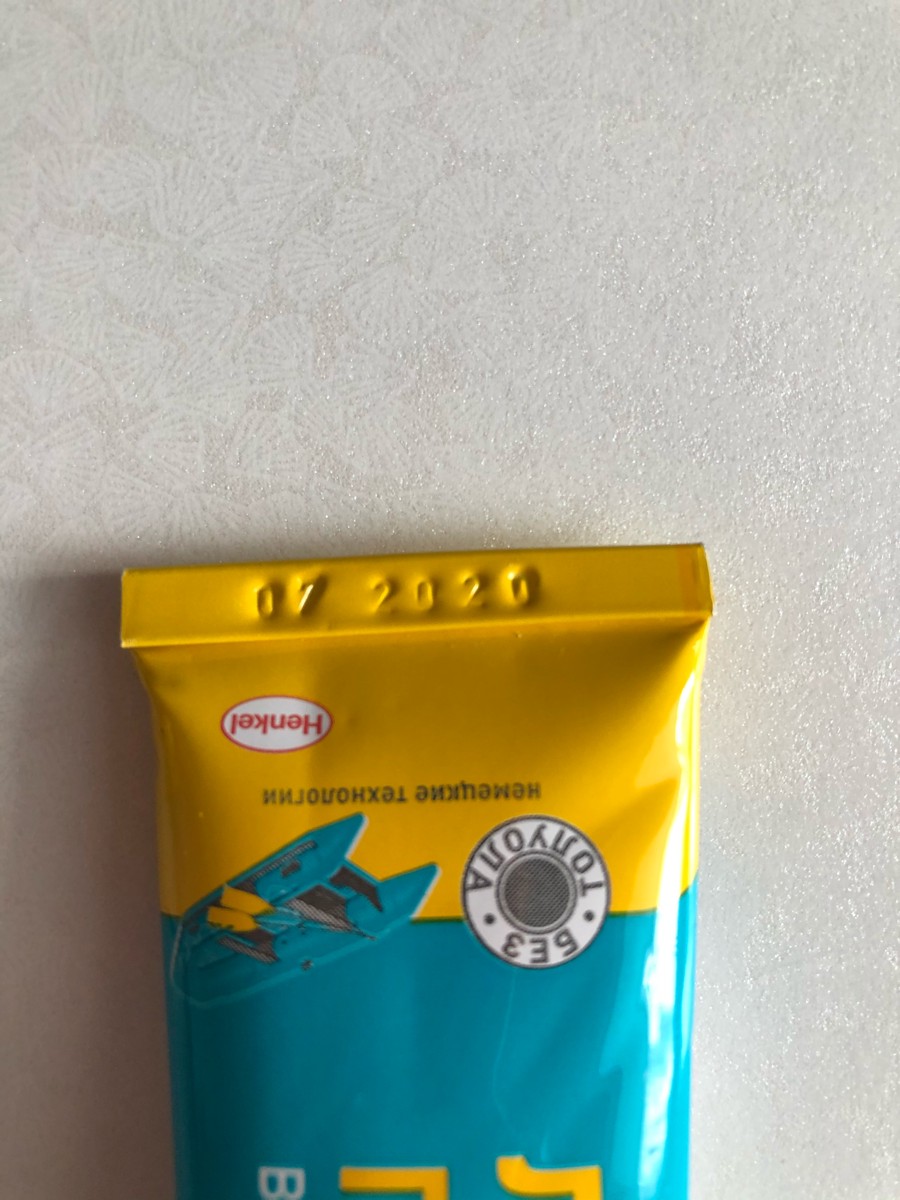 07 2020
Henkel
немецкие технологии
БЕЗ ТОЛУОЛА